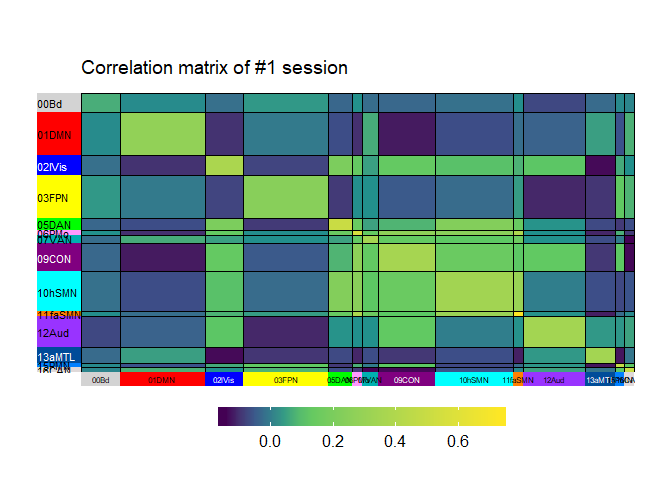 Correlation matrix of #1 session
00Bd
01DMN
02lVis
03FPN
05DAN
07VAN
09CON
10hSMN
11faSMN
12Aud
13aMTL
00Bd
01DMN
02lVis
03FPN
05DAN
09CON
10hSMN
11faSMN
12Aud
13aMTL
0.0
0.2
0.4
0.6